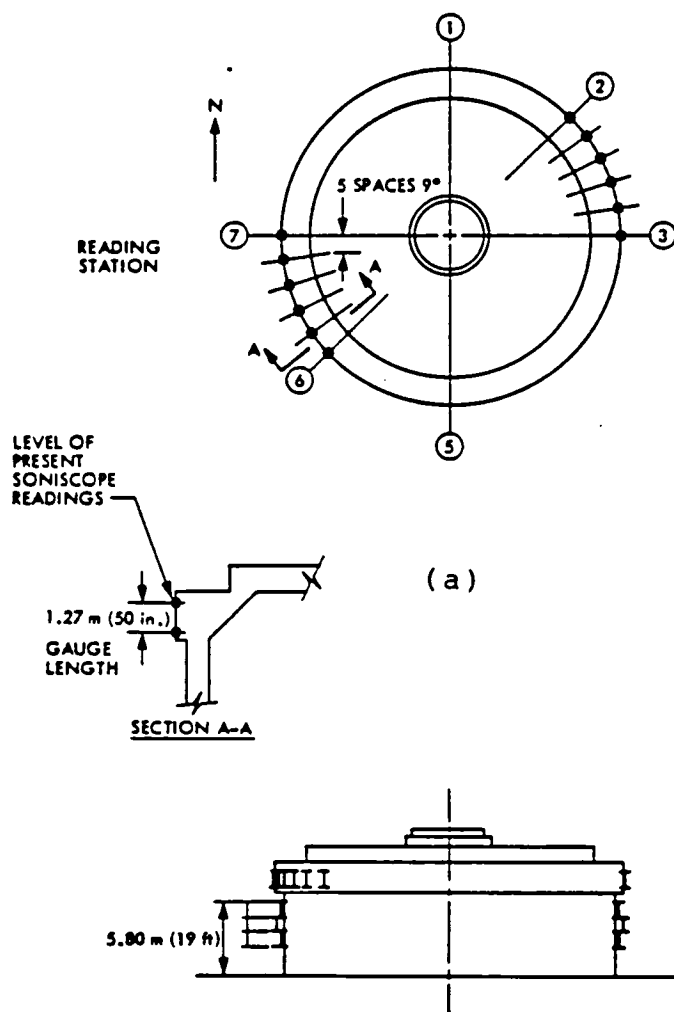 1
2
N
5 SPACES 9°
7
3
READING
STATION
A
A
6
5
LEVEL OF
PRESENT
SONISCOPE
READINGS
(a)
1.27 m (50 in.)
GAUGE
LENGTH
SECTION A-A
5.80 m (19 ft)